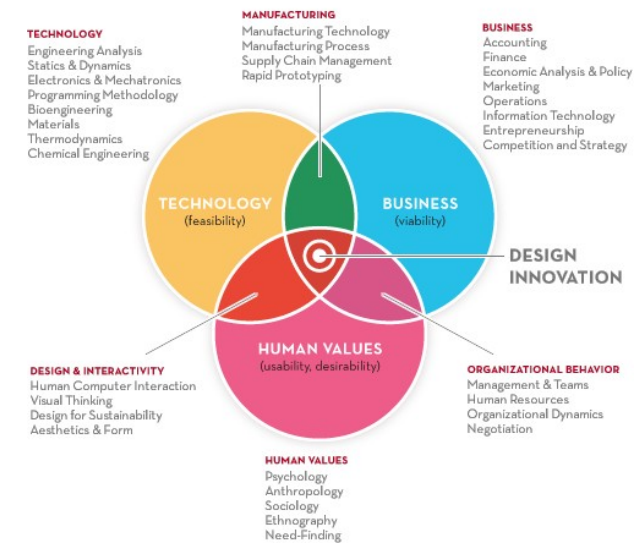 MANUFACTURING
Manufacturing Technology
Manufacturing Process
Supply Chain Management
Rapid Prototyping
TECHNOLOGY
Engineering Analysis
Statics & Dynamics
Electronics & Mechatronics
Programming Methodology
Bioengineering
Materials
Thermodynamics
Chemical Engineering
BUSINESS
Accounting
Finance
Economic Analysis & Policy
Marketing
Operations
Information Technology
Entrepreneurship
Competition and Strategy
TECHNOLOGY
(feasibility)
BUSINESS
(viability)
DESIGN
INNOVATION
HUMAN VALUES
(usability, desirability)
DESIGN & INTERACTIVITY
Human Computer Interaction
Visual Thinking
Design for Sustainability
Aesthetics & Form
ORGANIZATIONAL BEHAVIOR
Management & Teams
Human Resources
Organizational Dynamics
Negotiation
HUMAN VALUES
Psychology
Anthropology
Sociology
Ethnography
Need-Finding